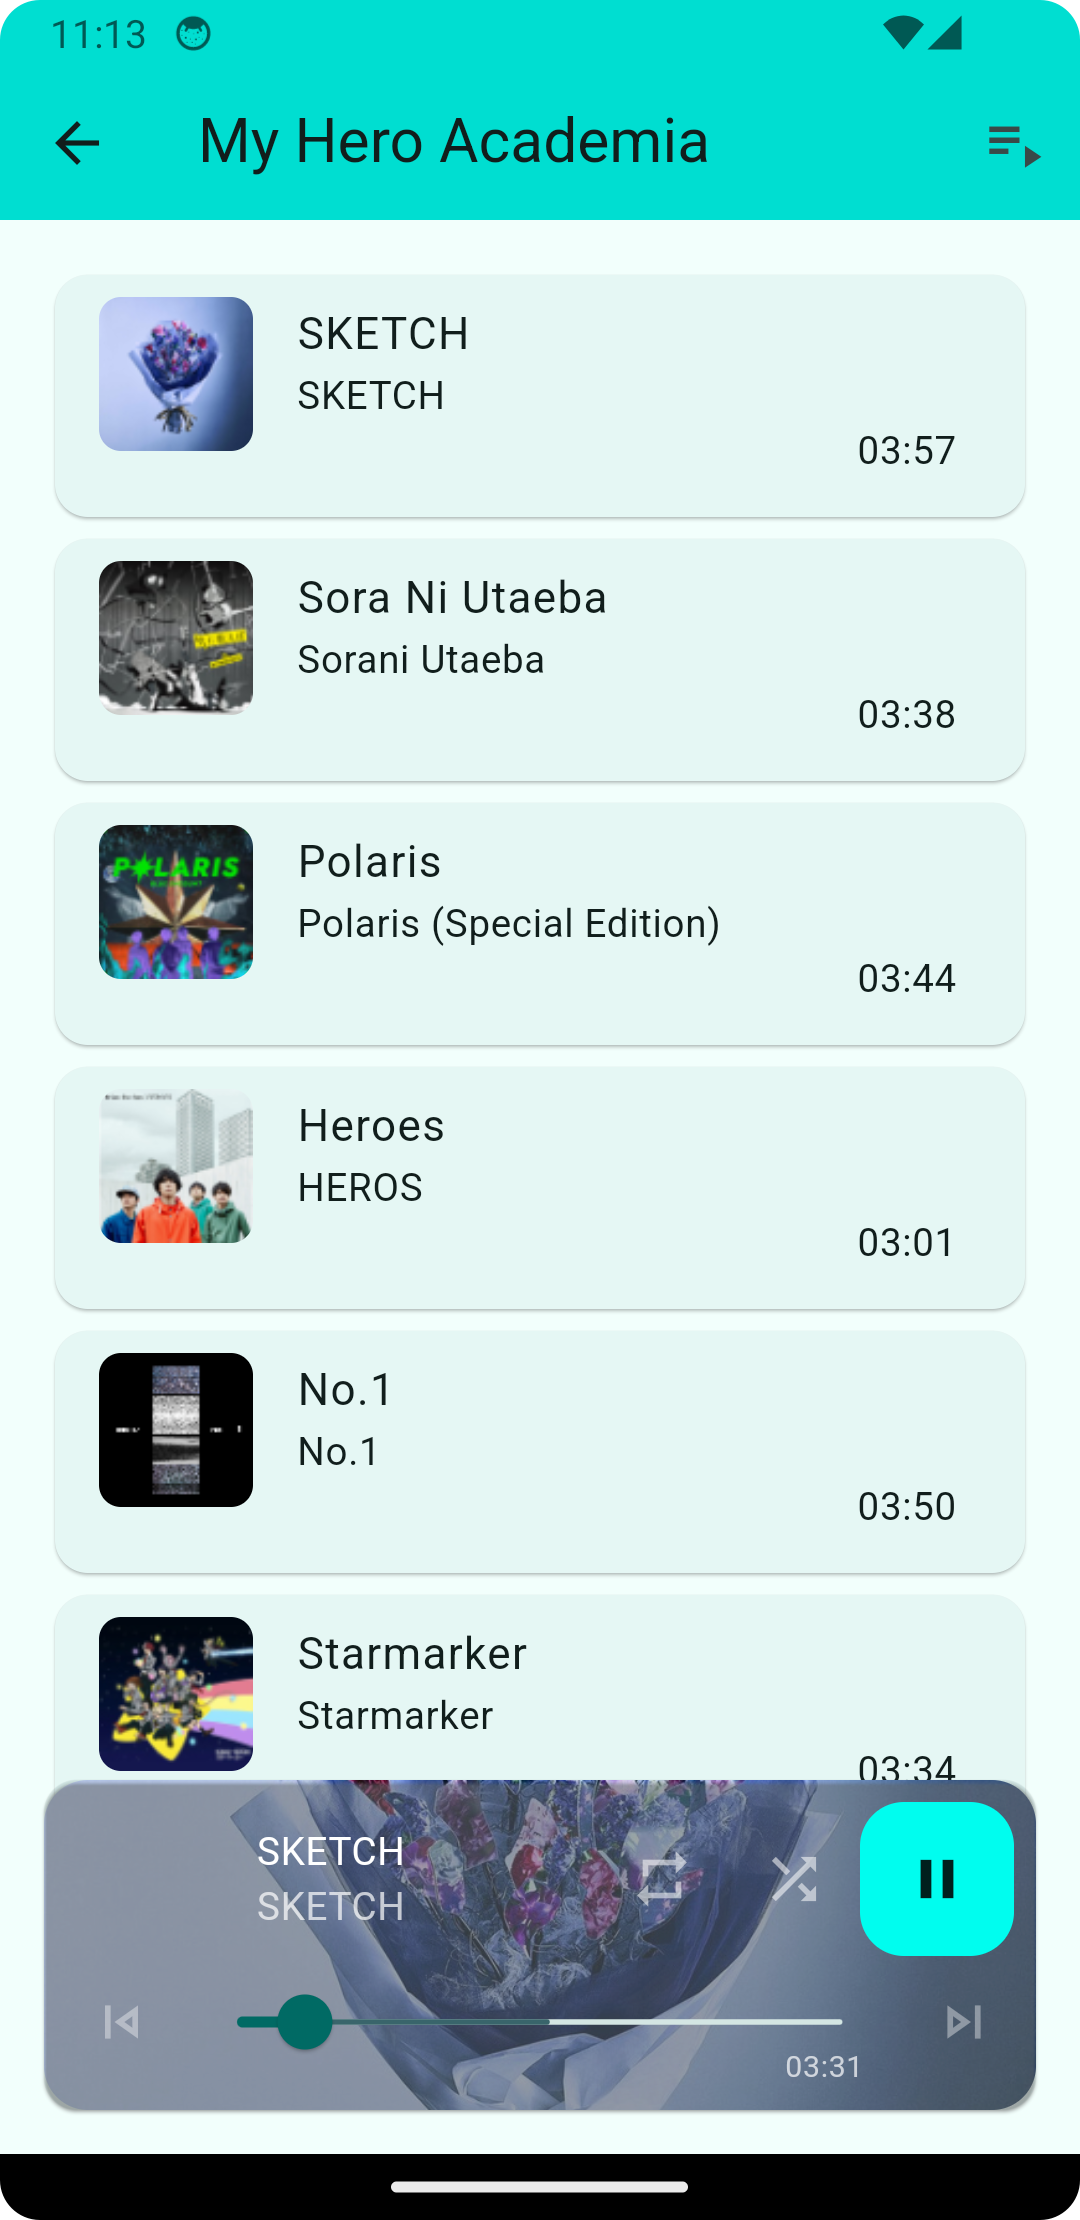 11:13
My Hero Academia
SKETCH
SKETCH
03:57
Sora Ni Utaeba
Sorani Utaeba
03:38
POLARIS
Polaris
Polaris (Special Edition)
03:44
Heroes
HEROS
03:01
No.1
No.1
03:50
Starmarker
Starmarker
03:34
SKETCH
SKETCH
03:31